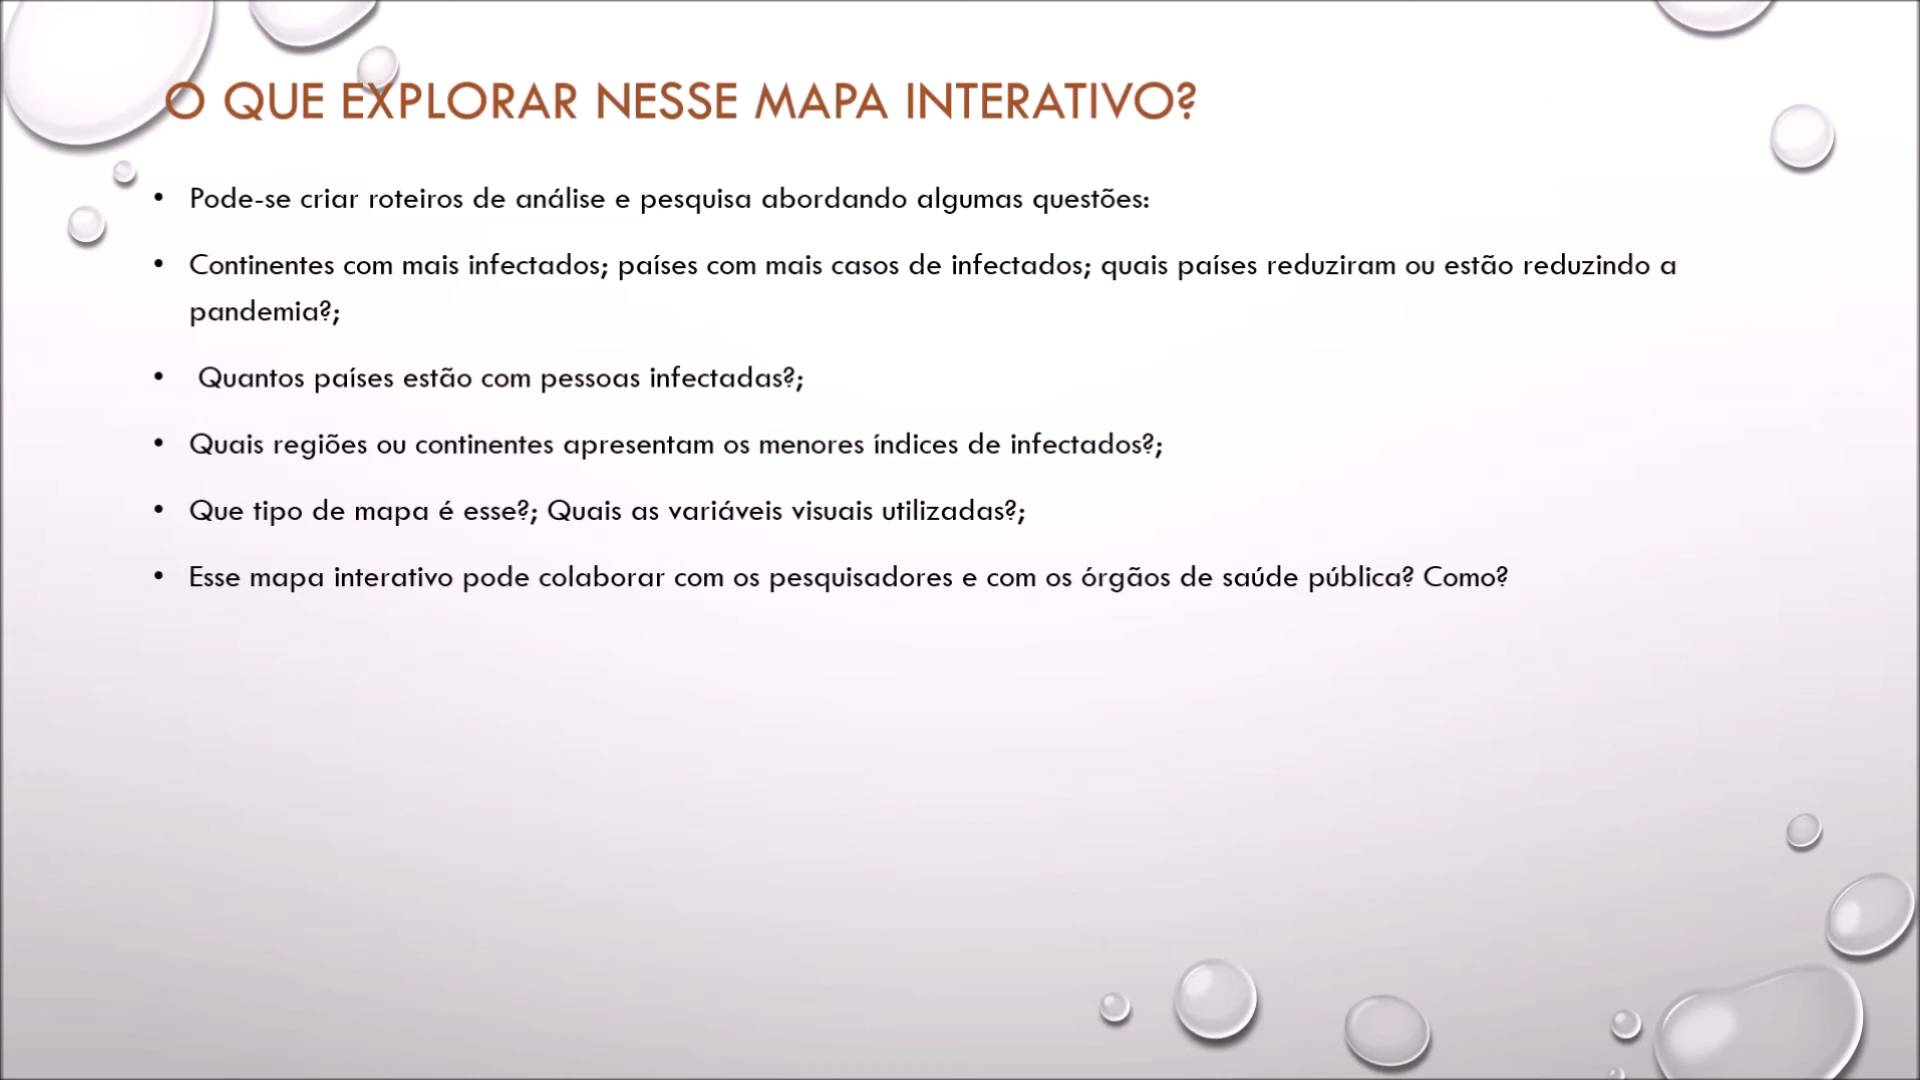 O QUE EXPLORAR NESSE MAPA INTERATIVO?
• Pode-se criar roteiros de análise e pesquisa abordando algumas questões:
• Continentes com mais infectados; países com mais casos de infectados; quais países reduziram ou estão reduzindo a
pandemia?;
• Quantos países estão com pessoas infectadas?;
• Quais regiões ou continentes apresentam os menores índices de infectados?;
• Que tipo de mapa é esse?; Quais as variáveis visuais utilizadas?;
• Esse mapa interativo pode colaborar com os pesquisadores e com os órgãos de saúde pública? Como?